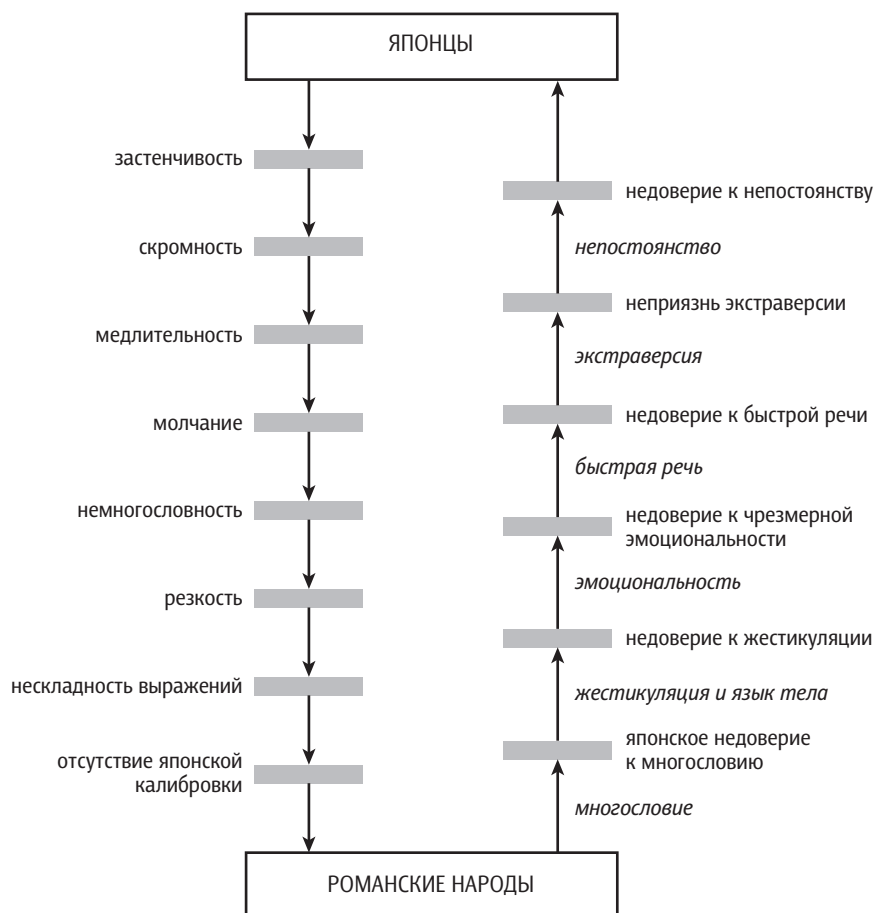 ЯПОНЦЫ
застенчивость
скромность
медлительность
молчание
немногословность
резкость
нескладность выражений
отсутствие японской
калибровки
недоверие к непостоянству
непостоянство
неприязнь экстраверсии
экстраверсия
недоверие к быстрой речи
быстрая речь
недоверие к чрезмерной
эмоциональности
эмоциональность
недоверие к жестикуляции
жестикуляция и язык тела
японское недоверие
к многословию
многословие
РОМАНСКИЕ НАРОДЫ